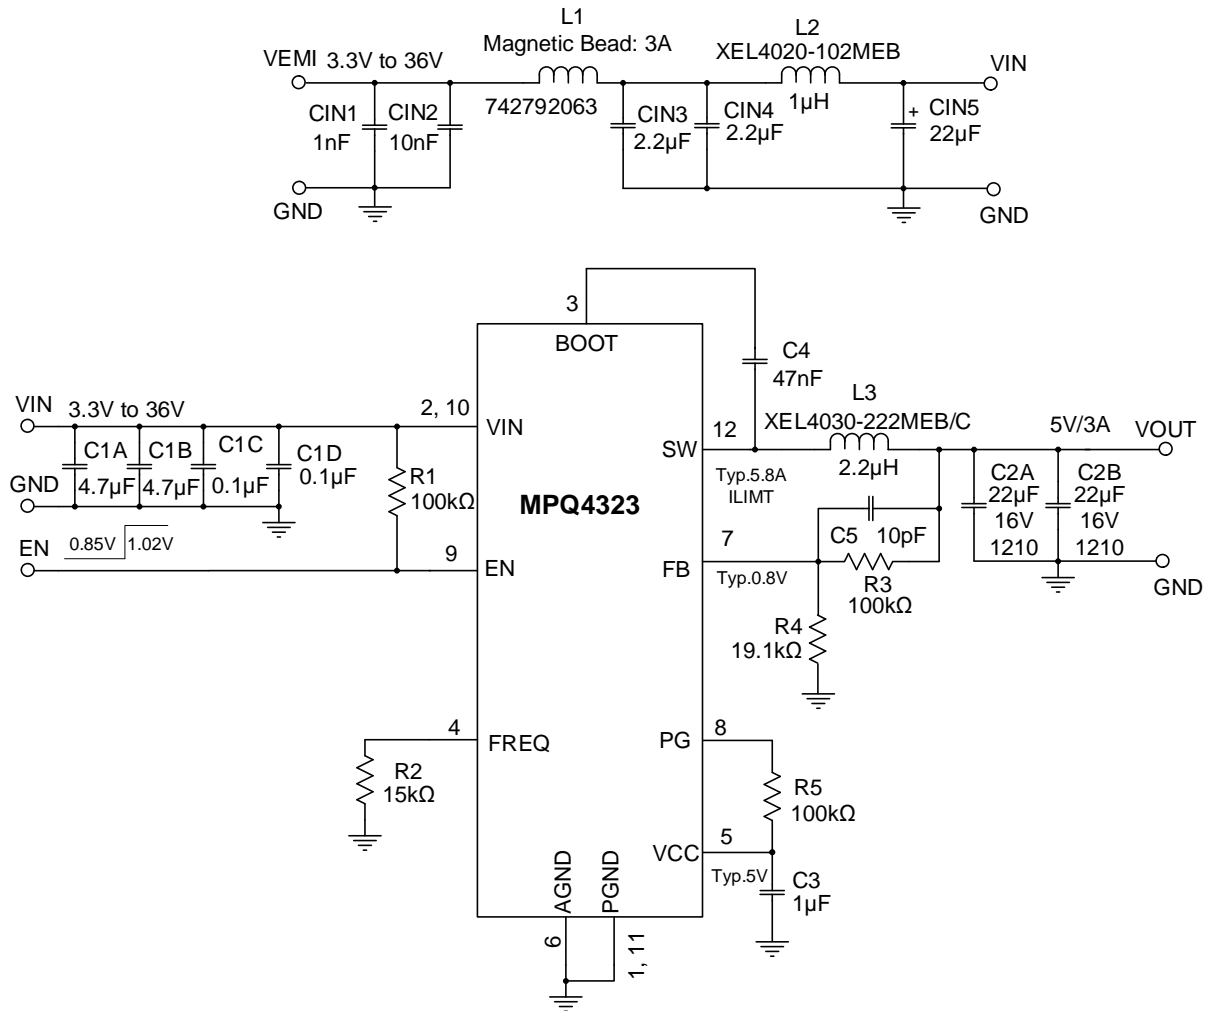 L1
Magnetic Bead: 3A
742792063
L2
XEL4020-102MEB
1µH
VEMI
3.3V to 36V
VIN
CIN1
1nF
CIN2
10nF
CIN3
2.2µF
CIN4
2.2µF
+
CIN5
22µF
GND
GND
3
BOOT
C4
47nF
VIN
3.3V to 36V
2, 10
VIN
C1A
4.7µF
C1B
4.7µF
C1C
0.1µF
C1D
0.1µF
GND
R1
100kΩ
EN
0.85V
1.02V
9
EN
MPQ4323
SW
12
Typ.5.8A
ILIMT
L3
XEL4030-222MEB/C
2.2µH
5V/3A
VOUT
C2A
22µF
16V
1210
C2B
22µF
16V
1210
GND
7
FB
Typ.0.8V
C5
10pF
R3
100kΩ
R4
19.1kΩ
4
FREQ
R2
15kΩ
PG
8
R5
100kΩ
VCC
5
Typ.5V
C3
1µF
AGND
PGND
6
1, 11